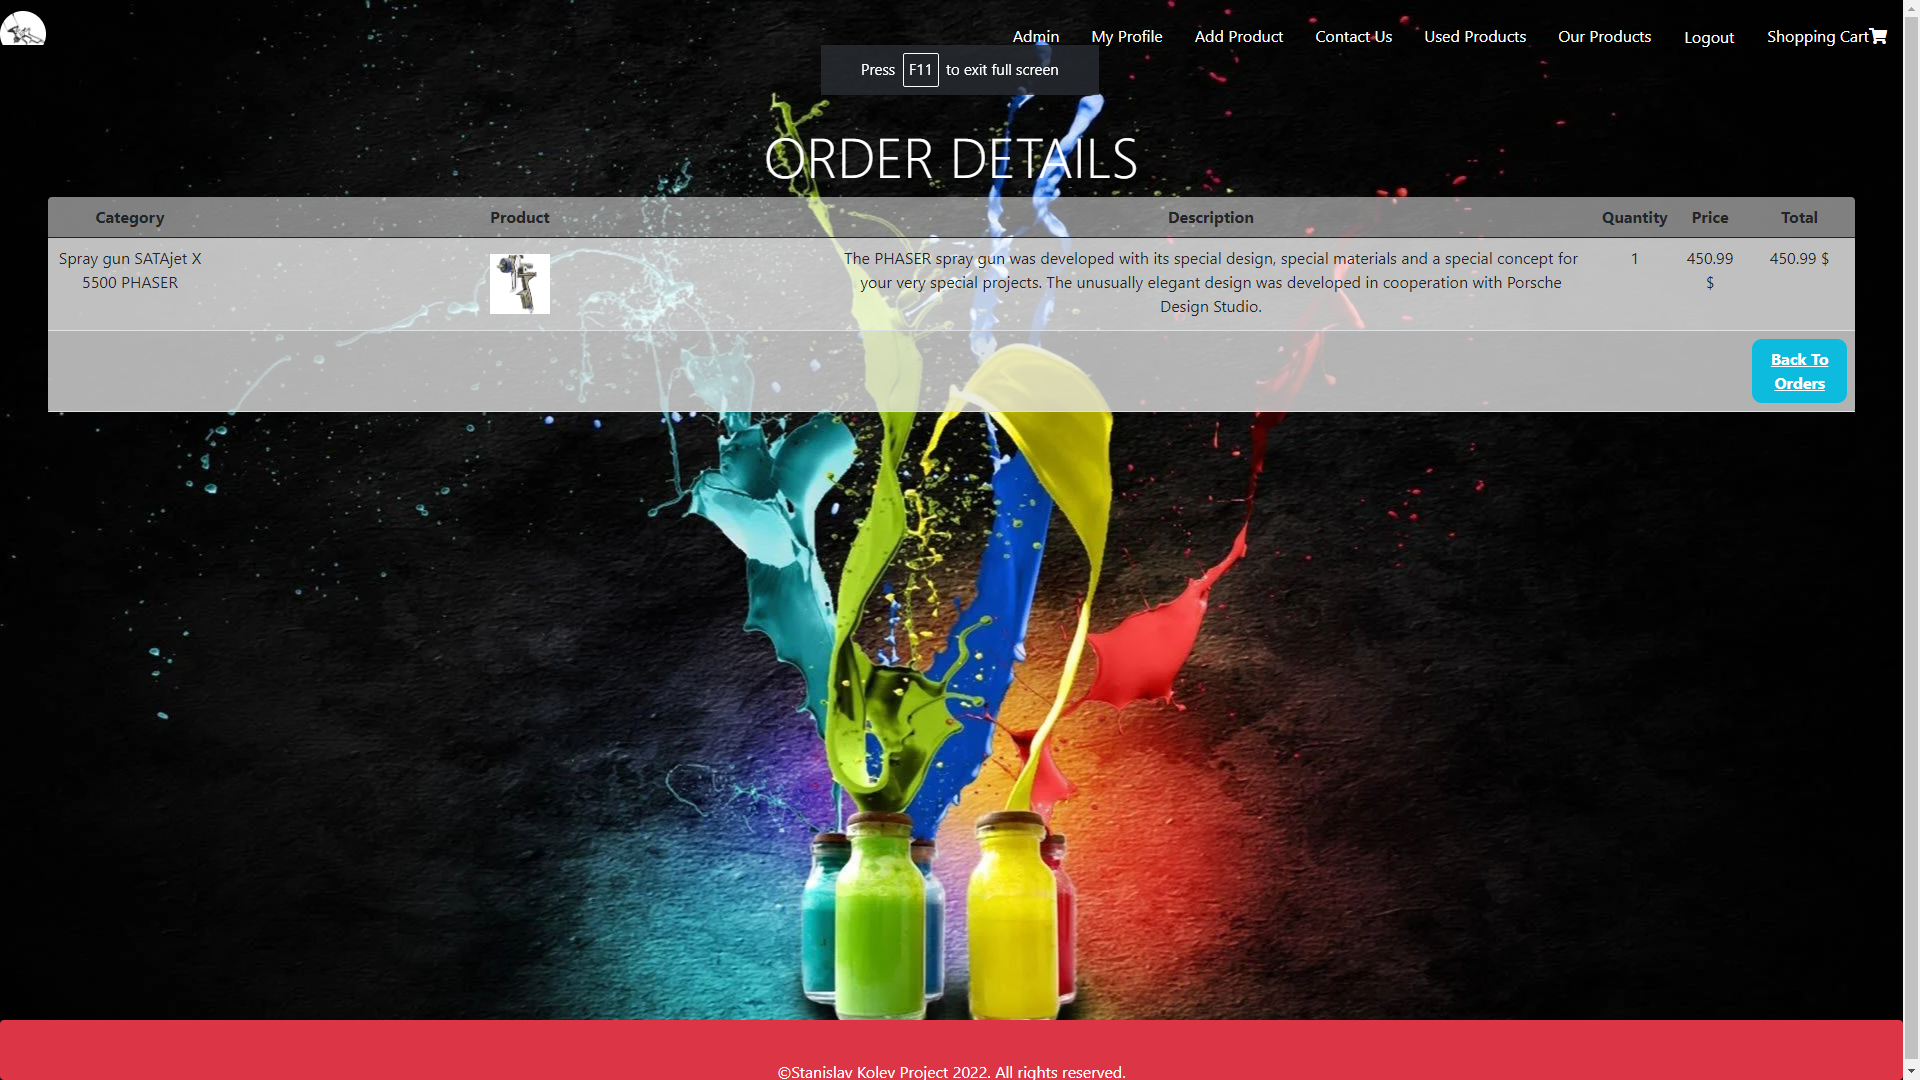 Admin My Profile Add Product Contact Us Used Products Our Products Logout Shopping Cart
Press F11 to exit full screen
ORDER DETAILS
Category Product Description Quantity Price Total
Spray gun SATAjet X
5500 PHASER
The PHASER spray gun was developed with its special design, special materials and a special concept for
your very special projects. The unusually elegant design was developed in cooperation with Porsche
Design Studio.
1
450.99
$
450.99 $
Back To
Orders
©Stanislav Kolev Project 2022. All rights reserved.